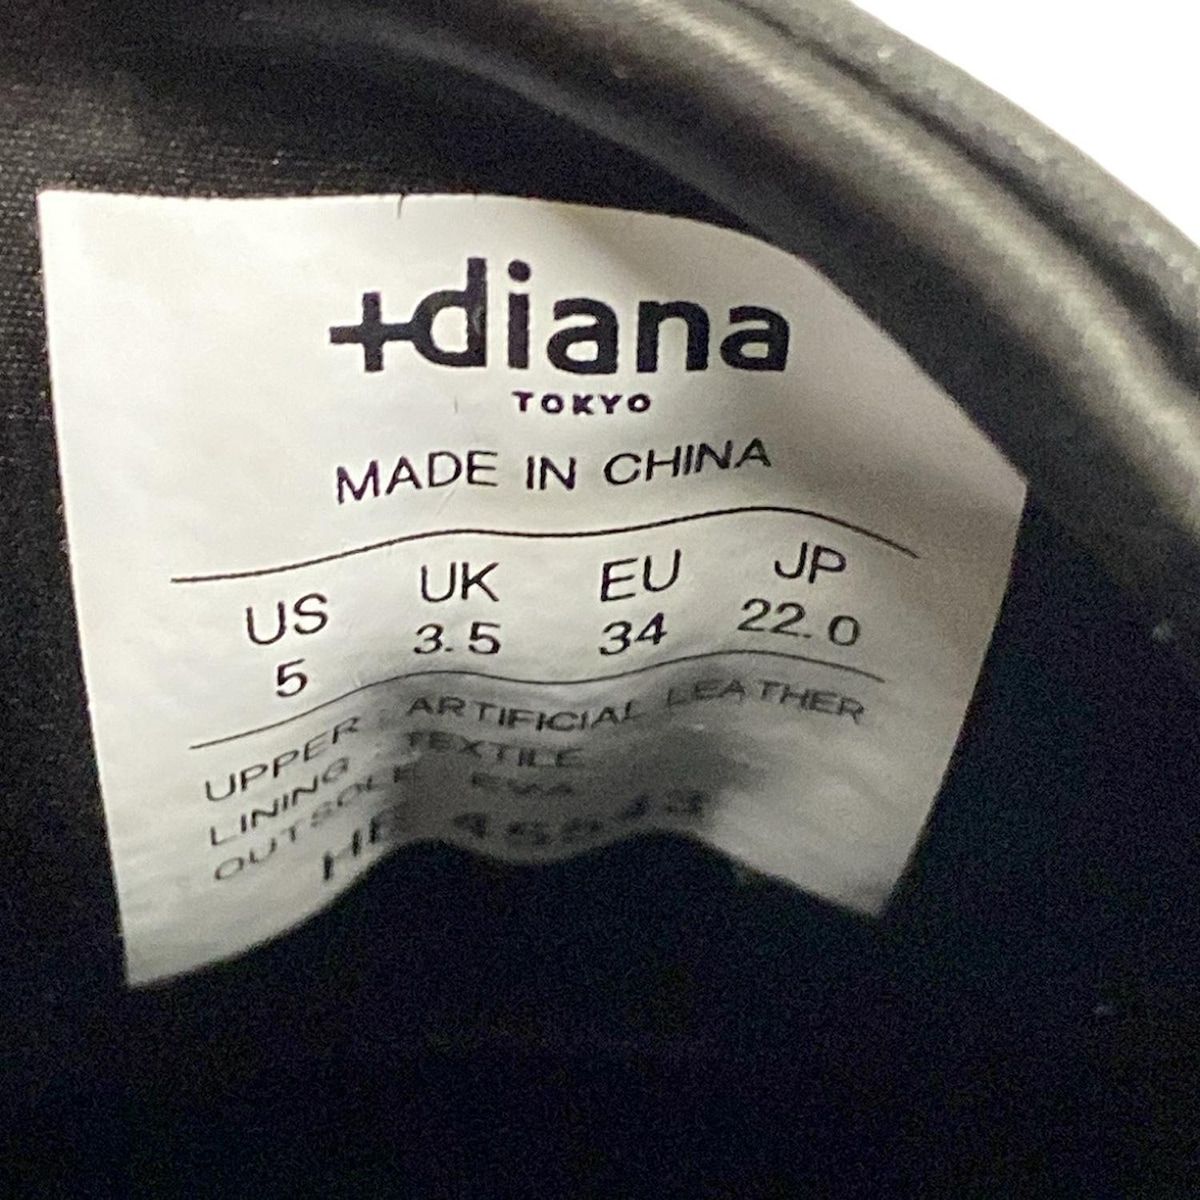 +diana
TOKYO
MADE IN CHINA
US UK EU JP
5 3.5 34 22.0
UPPER : ARTIFICIAL LEATHER
LINING TEXTILE
OUTSOLE EVA